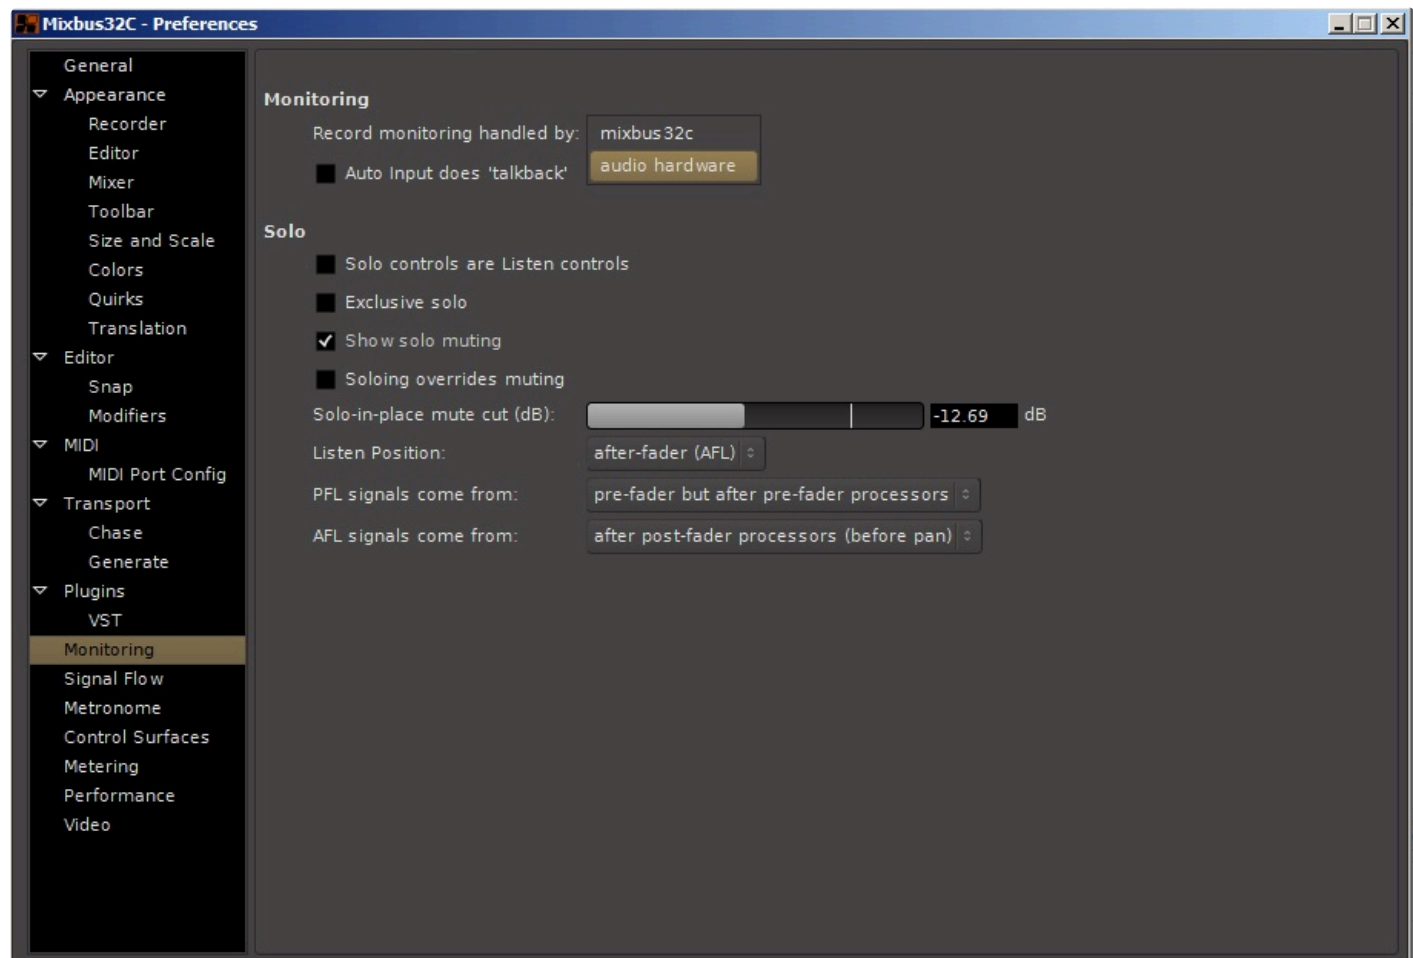 Mixbus32C - Preferences
General
Appearance
Recorder
Editor
Mixer
Toolbar
Size and Scale
Colors
Quirks
Translation
Editor
Snap
Modifiers
MIDI
MIDI Port Config
Transport
Chase
Generate
Plugins
VST
Monitoring
Signal Flow
Metronome
Control Surfaces
Metering
Performance
Video
Monitoring
Record monitoring handled by: mixbus32c
audio hardware
Auto Input does 'talkback'
Solo
Solo controls are Listen controls
Exclusive solo
Show solo muting
Soloing overrides muting
Solo-in-place mute cut (dB): -12.69 dB
Listen Position: after-fader (AFL)
PFL signals come from: pre-fader but after pre-fader processors
AFL signals come from: after post-fader processors (before pan)